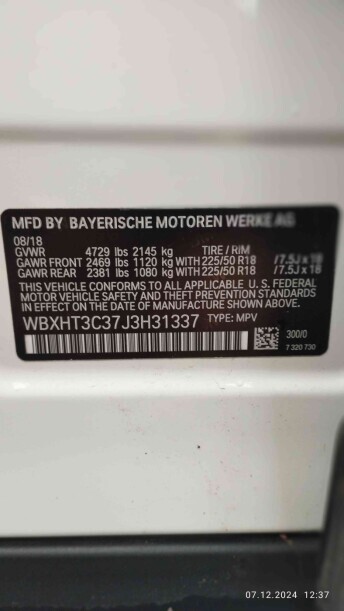 MFD BY BAYERISCHE MOTOREN WERKE AG
08/18
GVWR 4729 lbs 2145 kg TIRE / RIM
GAWR FRONT 2469 lbs 1120 kg WITH 225/50 R18 /7.5J x 18
GAWR REAR 2381 lbs 1080 kg WITH 225/50 R18 /7.5J x 18
THIS VEHICLE CONFORMS TO ALL APPLICABLE U.S. FEDERAL
MOTOR VEHICLE SAFETY, BUMPER, AND THEFT PREVENTION STANDARDS
IN EFFECT ON THE DATE OF MANUFACTURE SHOWN ABOVE.
WBXHT3C37J3H31337 TYPE: MPV
300/0
7 320 730
07.12.2024 12:37